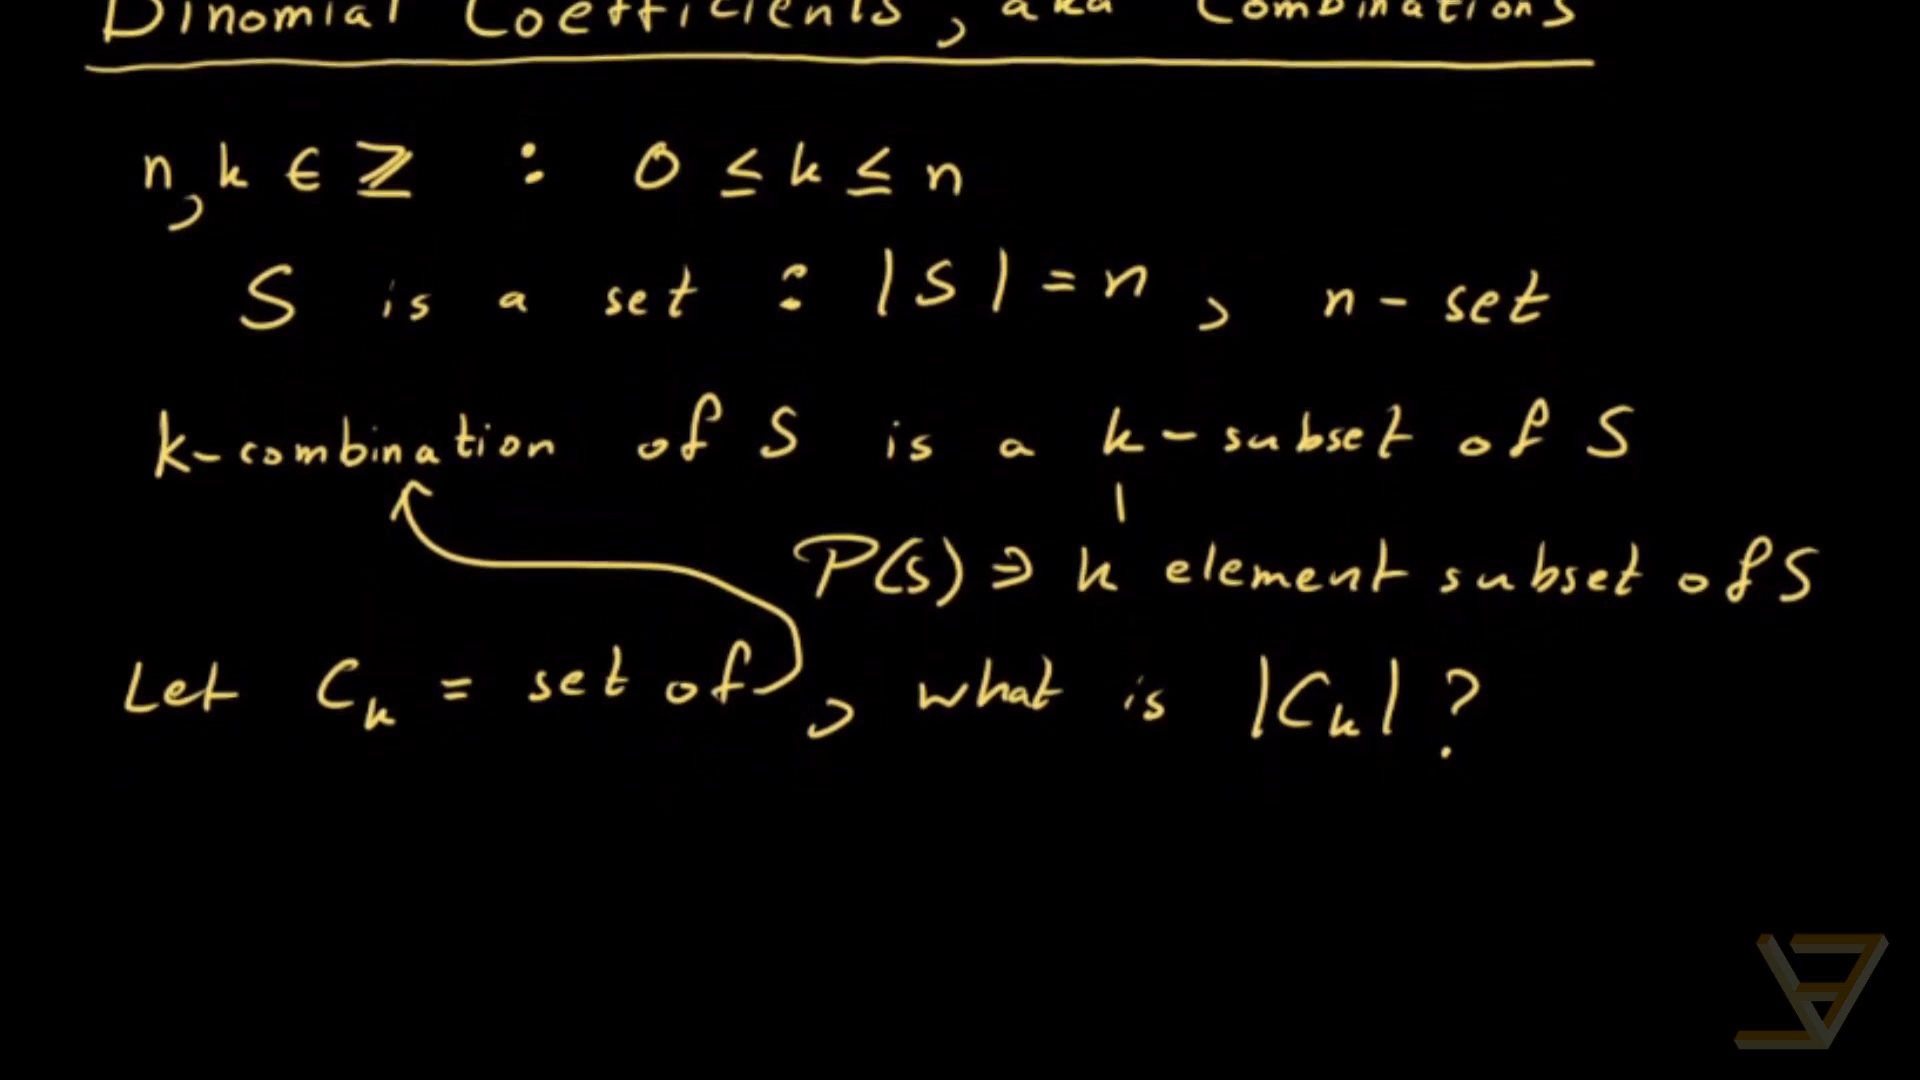 Binomial Coefficients, aka Combinations
n, k ∈ ℤ : 0 ≤ k ≤ n
S is a set : |S| = n, n-set
k-combination of S is a k-subset of S
P(S) ∋ k element subset of S
Let Cₖ = set of, what is |Cₖ|?